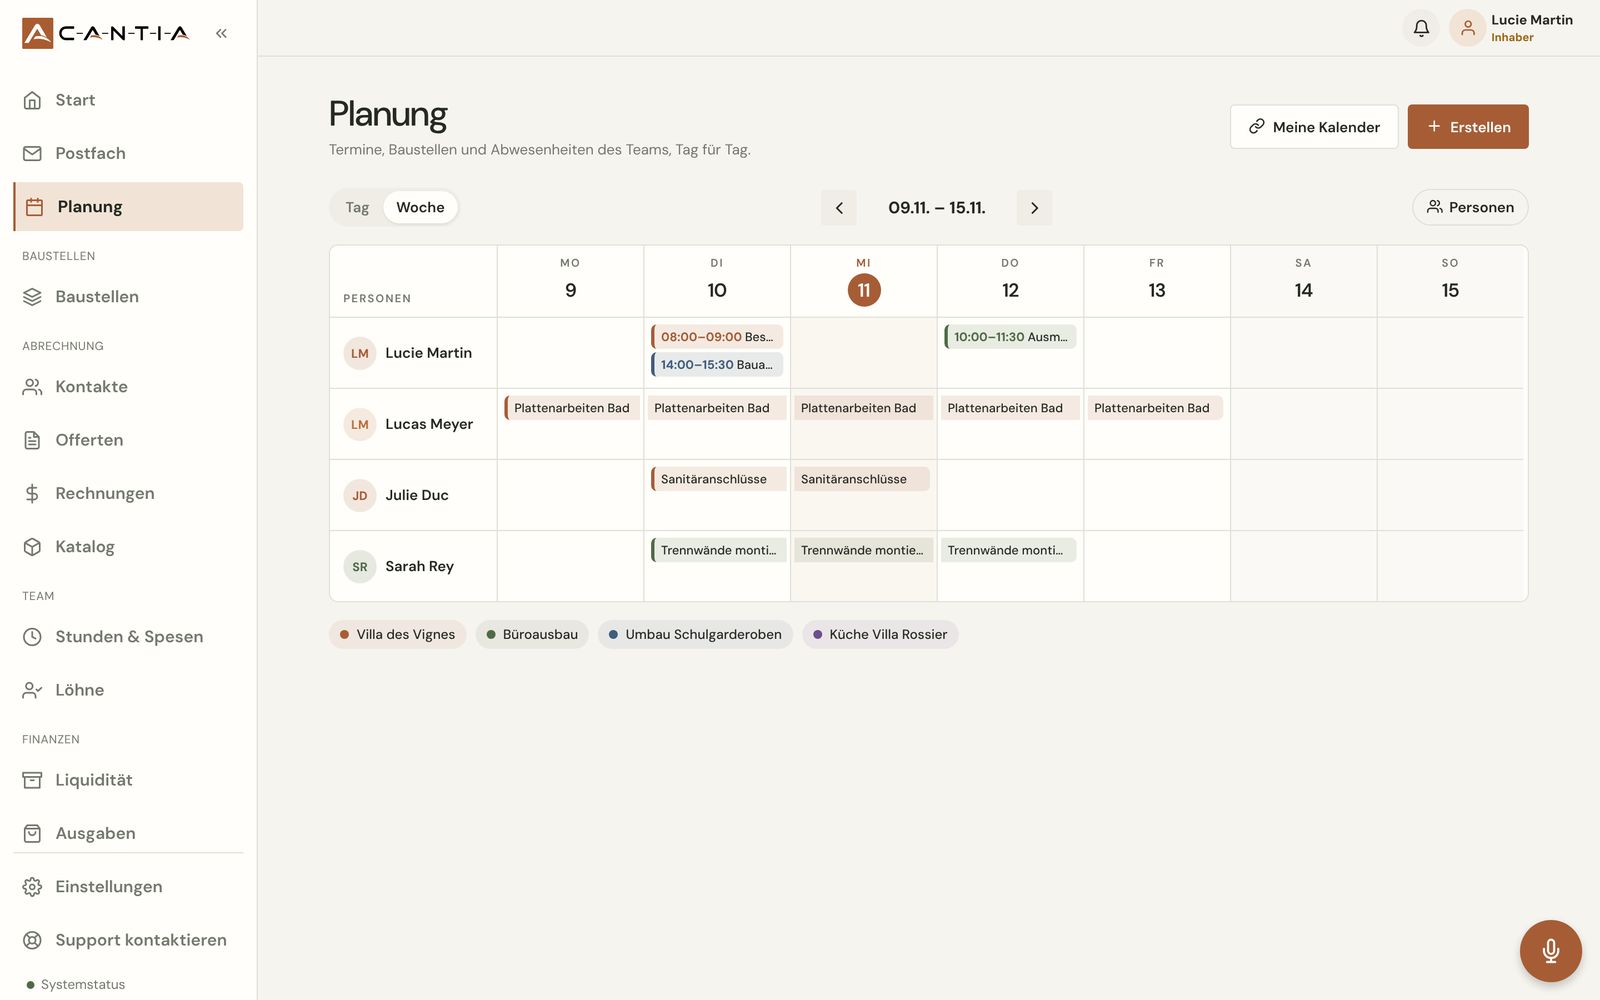 CANTIA
Lucie Martin
Inhaber
Start
Postfach
Planung
BAUSTELLEN
Baustellen
ABRECHNUNG
Kontakte
Offerten
Rechnungen
Katalog
TEAM
Stunden & Spesen
Löhne
FINANZEN
Liquidität
Ausgaben
Einstellungen
Support kontaktieren
Systemstatus
Planung
Termine, Baustellen und Abwesenheiten des Teams, Tag für Tag.
Meine Kalender
+ Erstellen
Tag Woche
09.11. – 15.11.
Personen
PERSONEN
MO 9
DI 10
MI 11
DO 12
FR 13
SA 14
SO 15
LM Lucie Martin
08:00–09:00 Bes...
14:00–15:30 Baua...
10:00–11:30 Ausm...
LM Lucas Meyer
Plattenarbeiten Bad
Plattenarbeiten Bad
Plattenarbeiten Bad
Plattenarbeiten Bad
Plattenarbeiten Bad
JD Julie Duc
Sanitäranschlüsse
Sanitäranschlüsse
SR Sarah Rey
Trennwände monti...
Trennwände montie...
Trennwände monti...
Villa des Vignes
Büroausbau
Umbau Schulgarderoben
Küche Villa Rossier